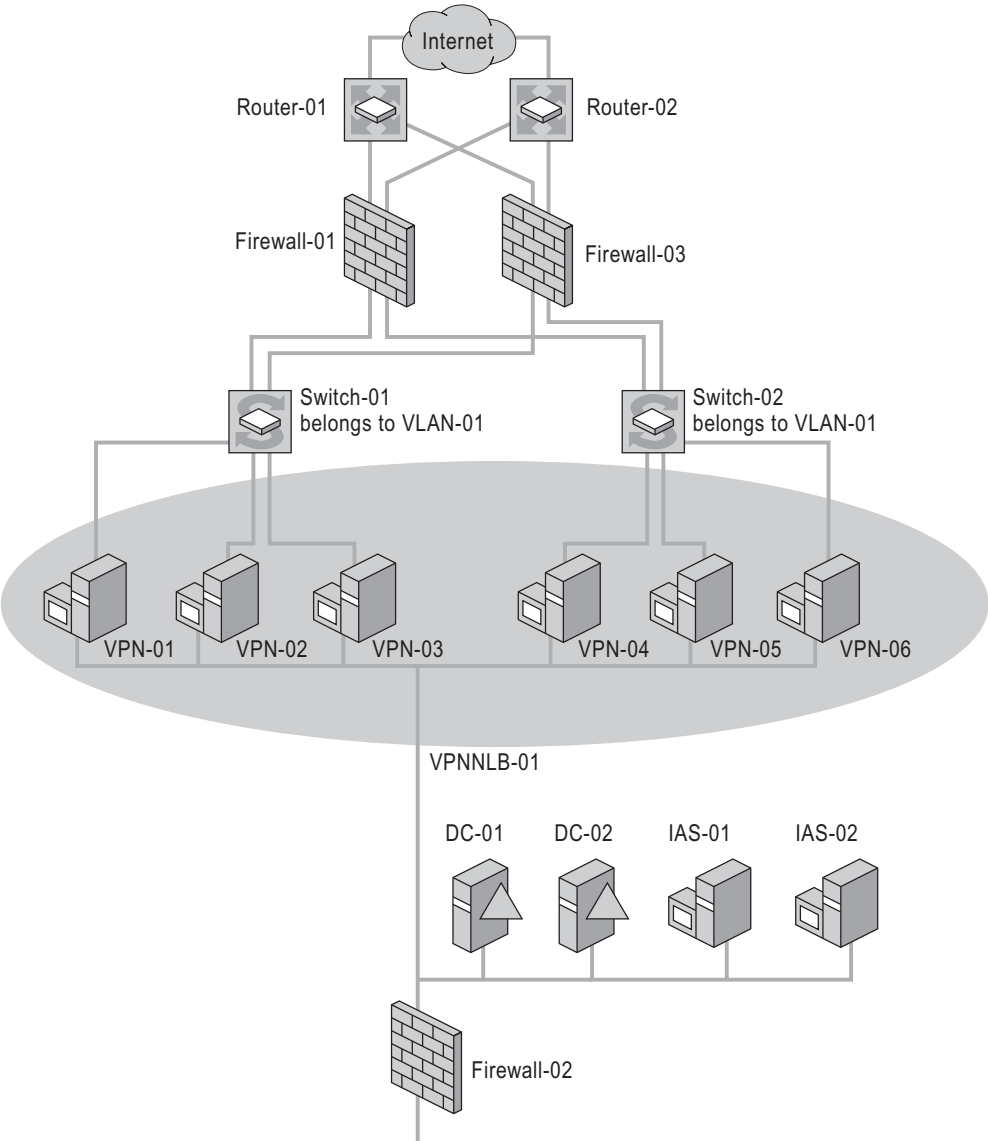 Internet
Router-01
Router-02
Firewall-01
Firewall-03
Switch-01
belongs to VLAN-01
Switch-02
belongs to VLAN-01
VPN-01
VPN-02
VPN-03
VPN-04
VPN-05
VPN-06
VPNNLB-01
DC-01
DC-02
IAS-01
IAS-02
Firewall-02